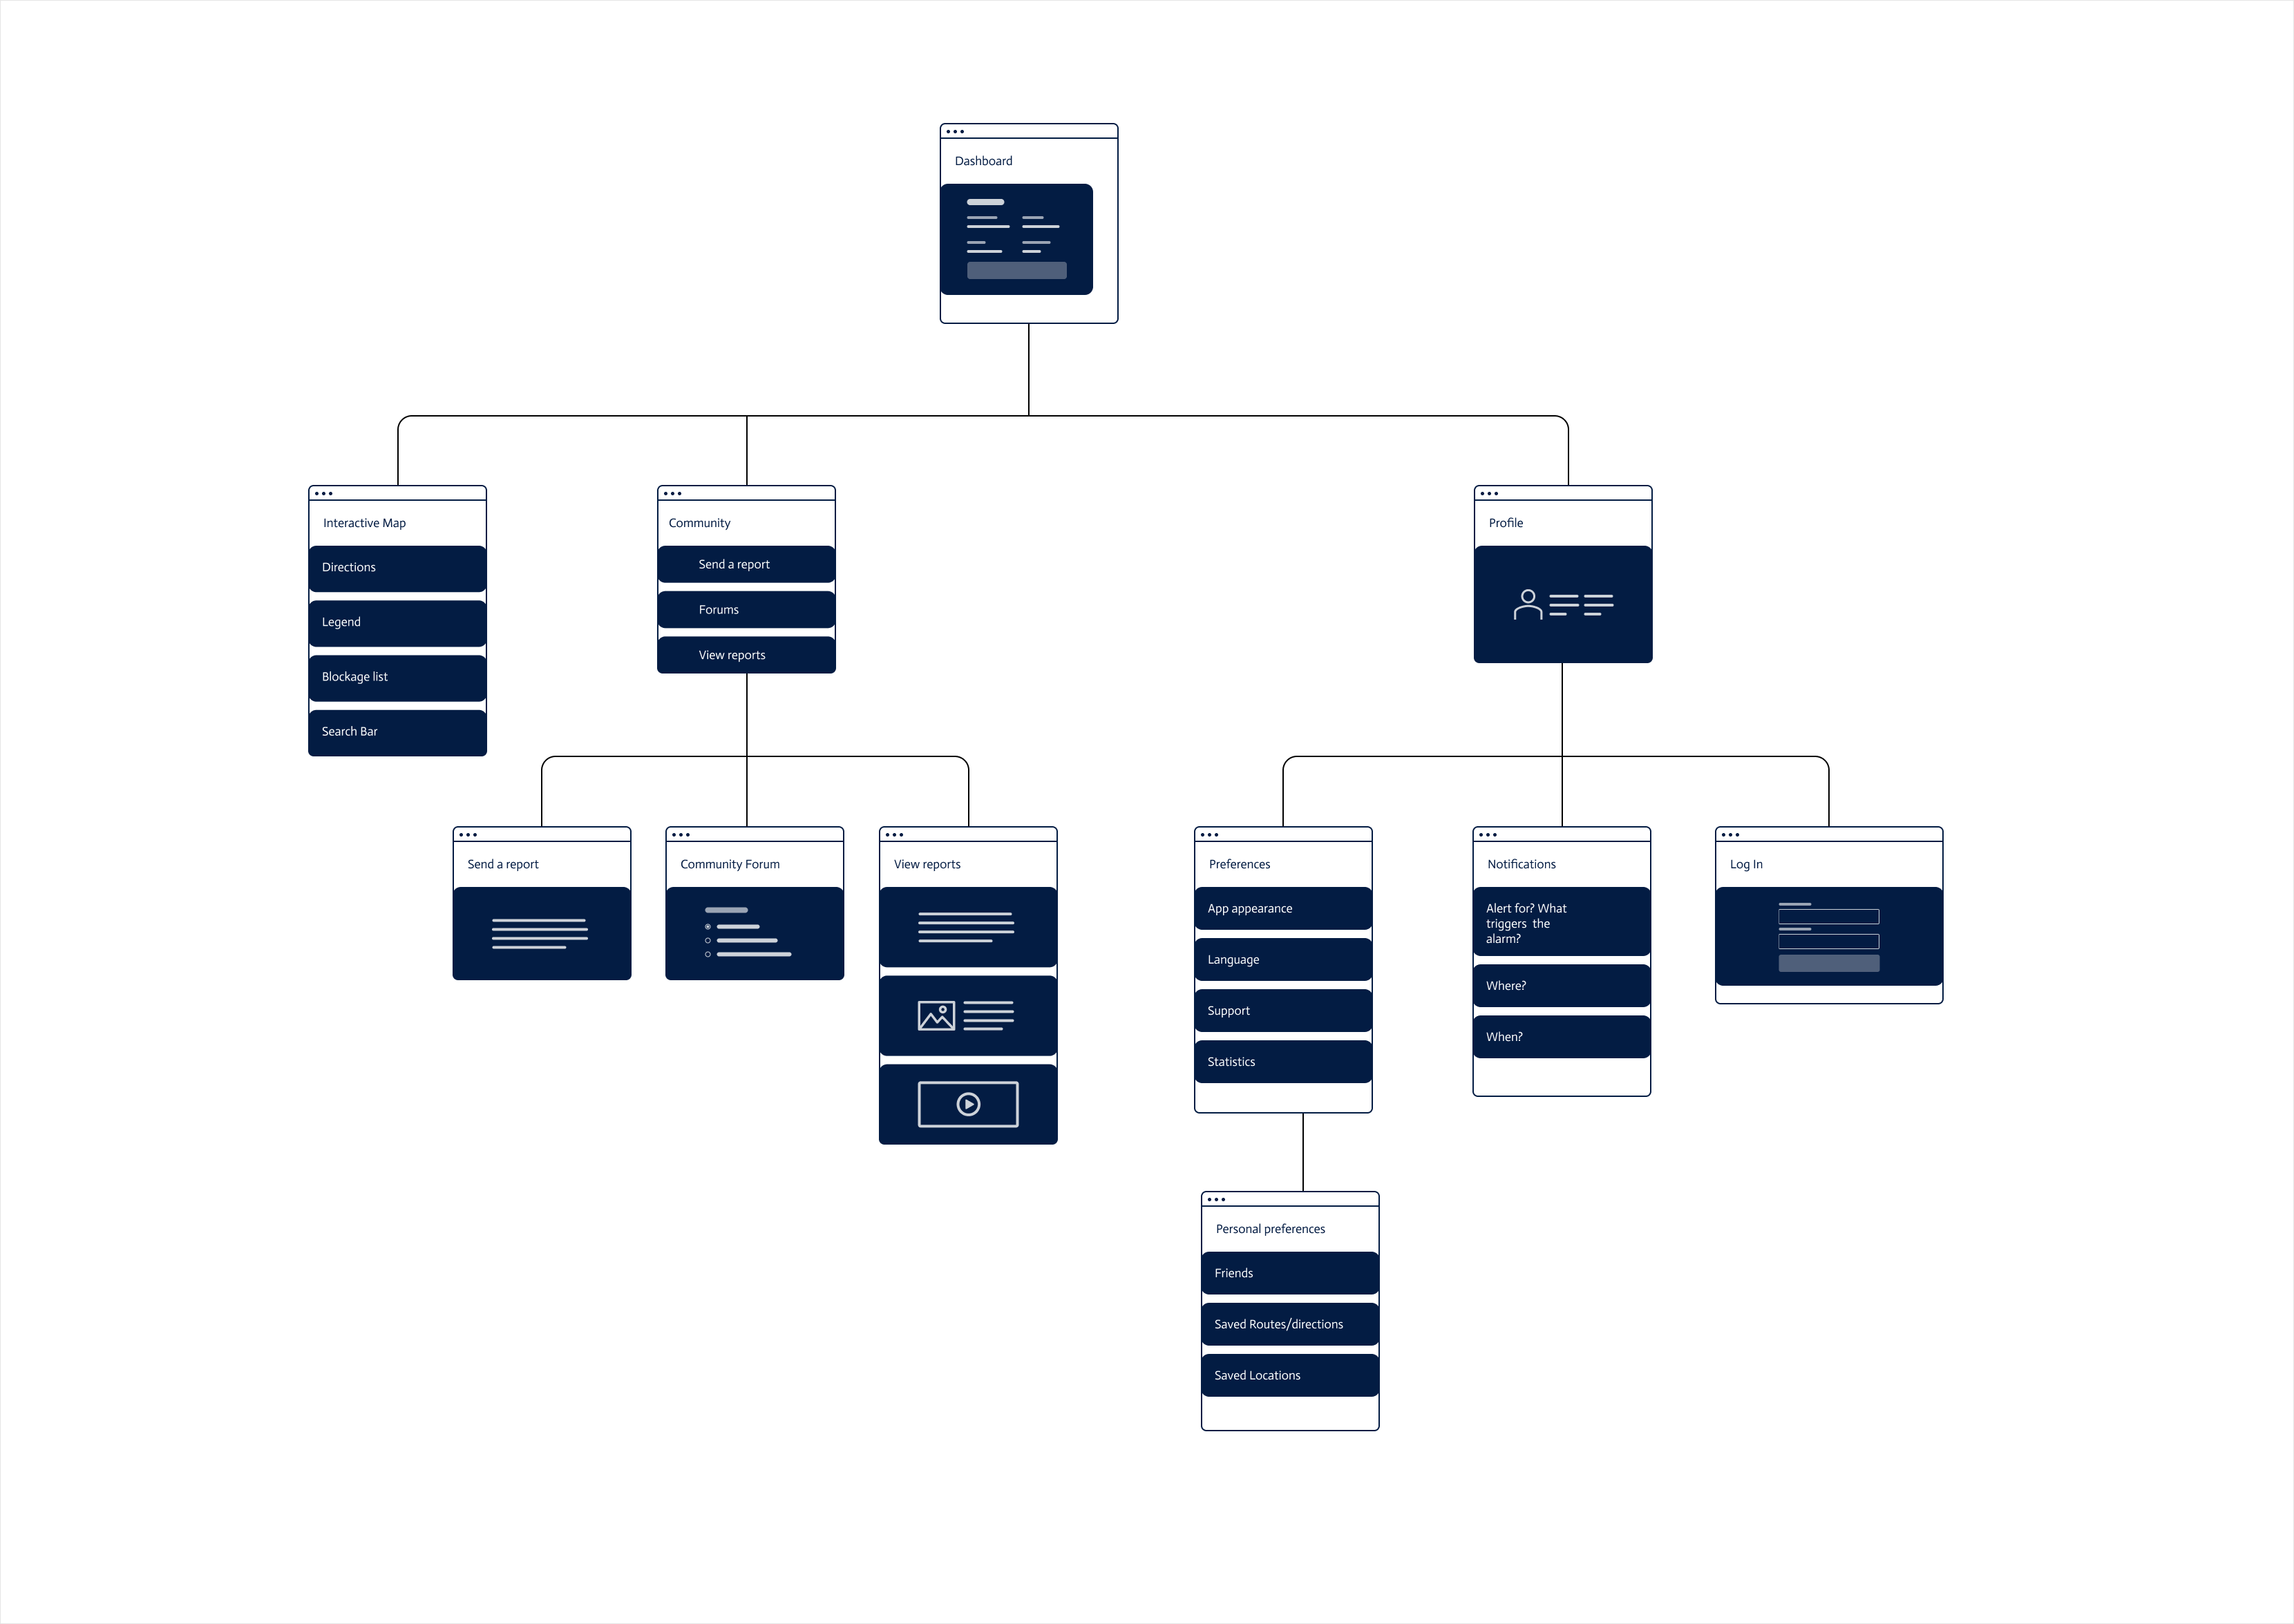 Dashboard
Interactive Map
Directions
Legend
Blockage list
Search Bar
Community
Send a report
Forums
View reports
Profile
Send a report
Community Forum
View reports
Preferences
App appearance
Language
Support
Statistics
Notifications
Alert for? What
triggers the
alarm?
Where?
When?
Log In
Personal preferences
Friends
Saved Routes/directions
Saved Locations